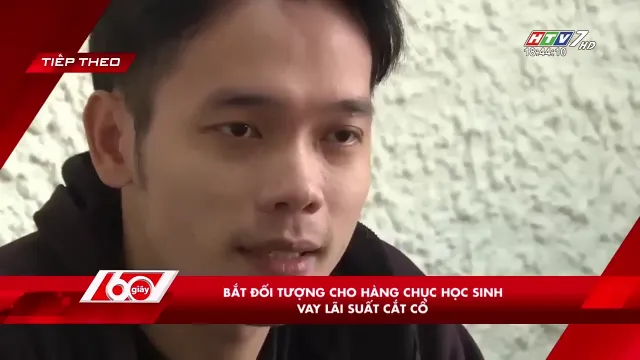 TIẾP THEO
HTV7 HD
18:44:10
60 giây
BẮT ĐỐI TƯỢNG CHO HÀNG CHỤC HỌC SINH
VAY LÃI SUẤT CẮT CỔ